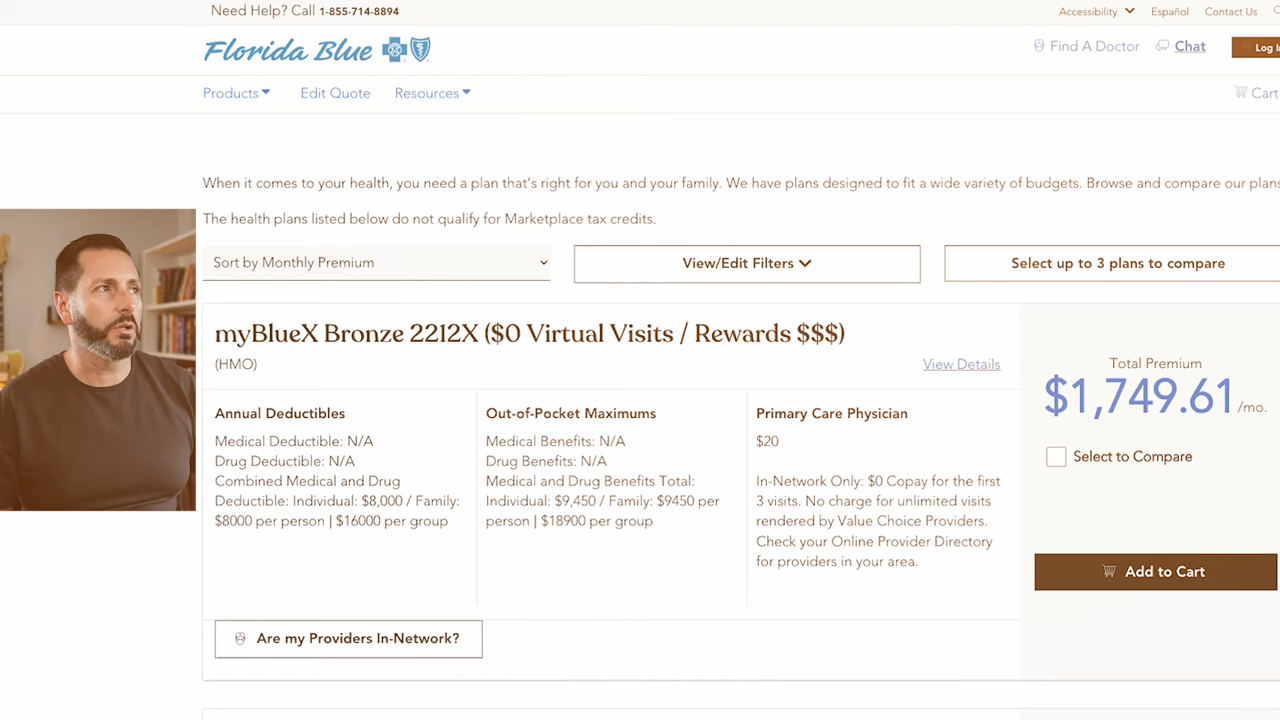 Need Help? Call 1-855-714-8894
Accessibility Español Contact Us
Florida Blue
Find A Doctor Chat Log In
Products Edit Quote Resources Cart
When it comes to your health, you need a plan that's right for you and your family. We have plans designed to fit a wide variety of budgets. Browse and compare our plans
The health plans listed below do not qualify for Marketplace tax credits.
Sort by Monthly Premium
View/Edit Filters
Select up to 3 plans to compare
myBlueX Bronze 2212X ($0 Virtual Visits / Rewards $$$)
(HMO)
View Details
Annual Deductibles
Medical Deductible: N/A
Drug Deductible: N/A
Combined Medical and Drug
Deductible: Individual: $8,000 / Family:
$8000 per person | $16000 per group
Out-of-Pocket Maximums
Medical Benefits: N/A
Drug Benefits: N/A
Medical and Drug Benefits Total:
Individual: $9,450 / Family: $9450 per
person | $18900 per group
Primary Care Physician
$20
In-Network Only: $0 Copay for the first
3 visits. No charge for unlimited visits
rendered by Value Choice Providers.
Check your Online Provider Directory
for providers in your area.
Total Premium
$1,749.61 /mo.
Select to Compare
Add to Cart
Are my Providers In-Network?